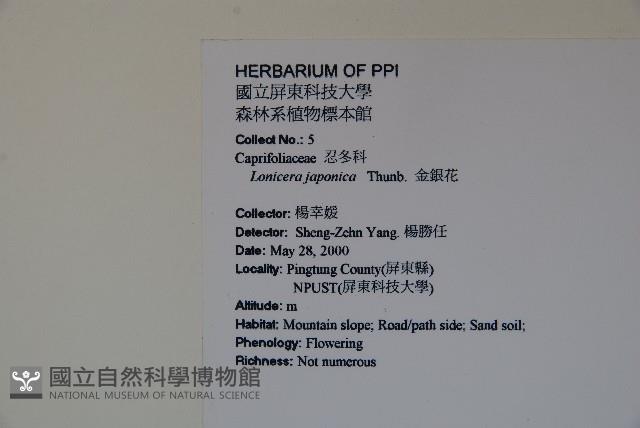 HERBARIUM OF PPI
國立屏東科技大學
森林系植物標本館
Collect No.: 5
Caprifoliaceae 忍冬科
Lonicera japonica Thunb. 金銀花
Collector: 楊幸媛
Detector: Sheng-Zehn Yang. 楊勝任
Date: May 28, 2000
Locality: Pingtung County(屏東縣)
NPUST(屏東科技大學)
Altitude: m
Habitat: Mountain slope; Road/path side; Sand soil;
Phenology: Flowering
Richness: Not numerous
國立自然科學博物館
NATIONAL MUSEUM OF NATURAL SCIENCE